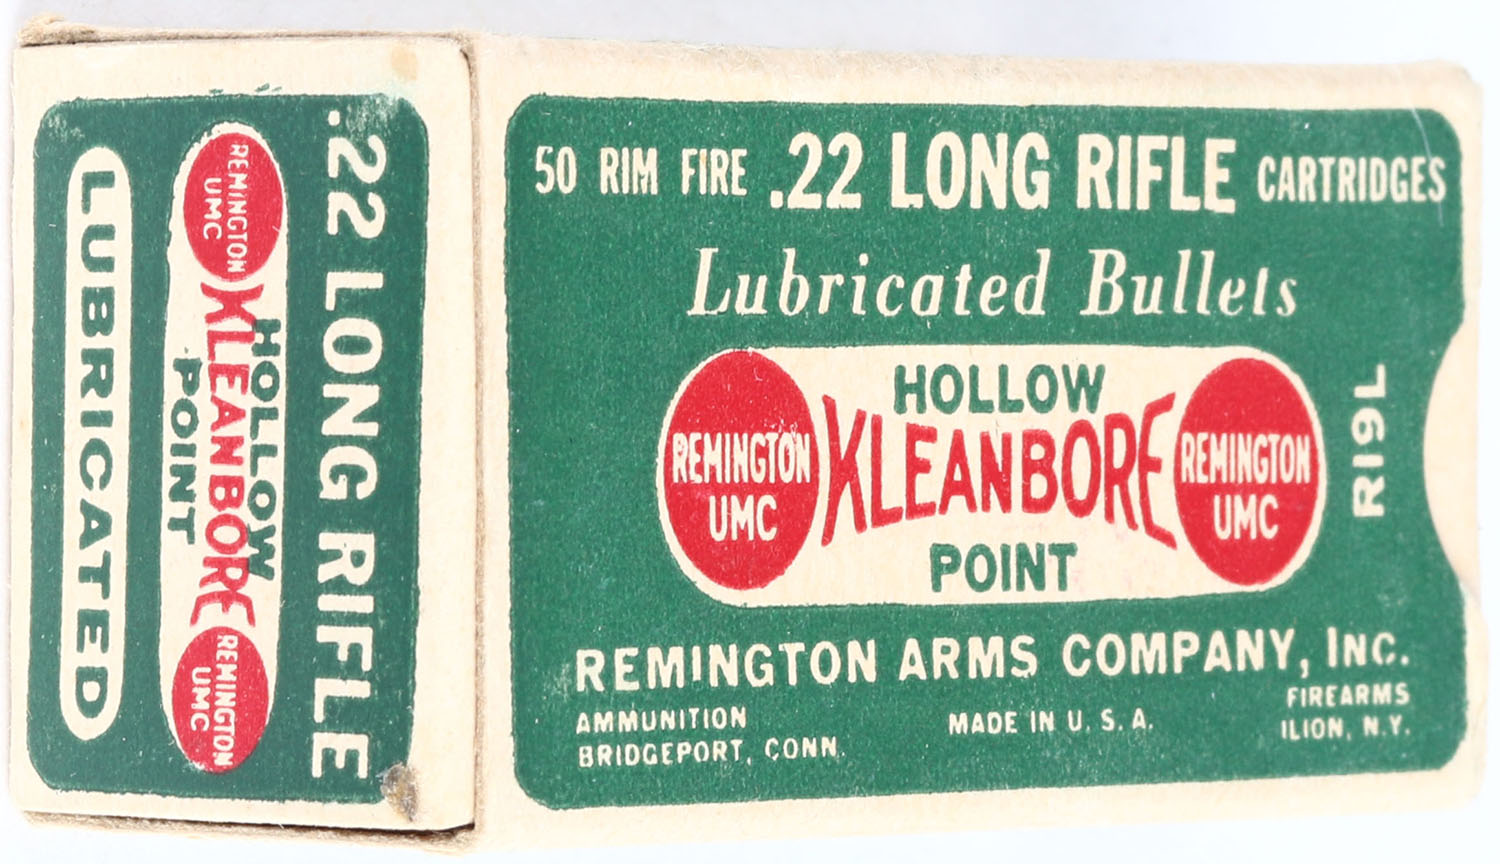 .22 LONG RIFLE
REMINGTON
UMC
HOLLOW
KLEANBORE
POINT
REMINGTON
UMC
LUBRICATED
50 RIM FIRE .22 LONG RIFLE CARTRIDGES
Lubricated Bullets
REMINGTON
UMC
HOLLOW
KLEANBORE
POINT
REMINGTON
UMC
R19L
REMINGTON ARMS COMPANY, INC.
AMMUNITION
BRIDGEPORT, CONN.
MADE IN U. S. A.
FIREARMS
ILION, N.Y.